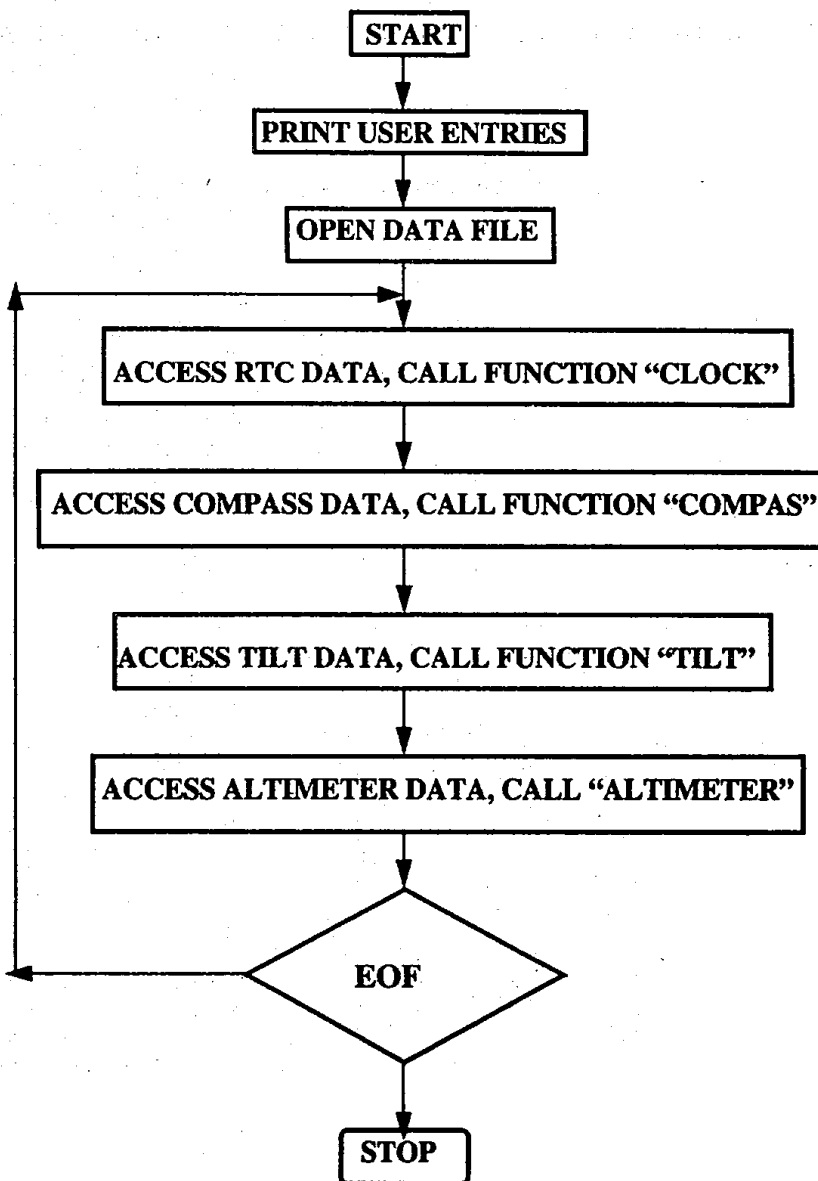 START
PRINT USER ENTRIES
OPEN DATA FILE
ACCESS RTC DATA, CALL FUNCTION “CLOCK”
ACCESS COMPASS DATA, CALL FUNCTION “COMPAS”
ACCESS TILT DATA, CALL FUNCTION “TILT”
ACCESS ALTIMETER DATA, CALL “ALTIMETER”
EOF
STOP